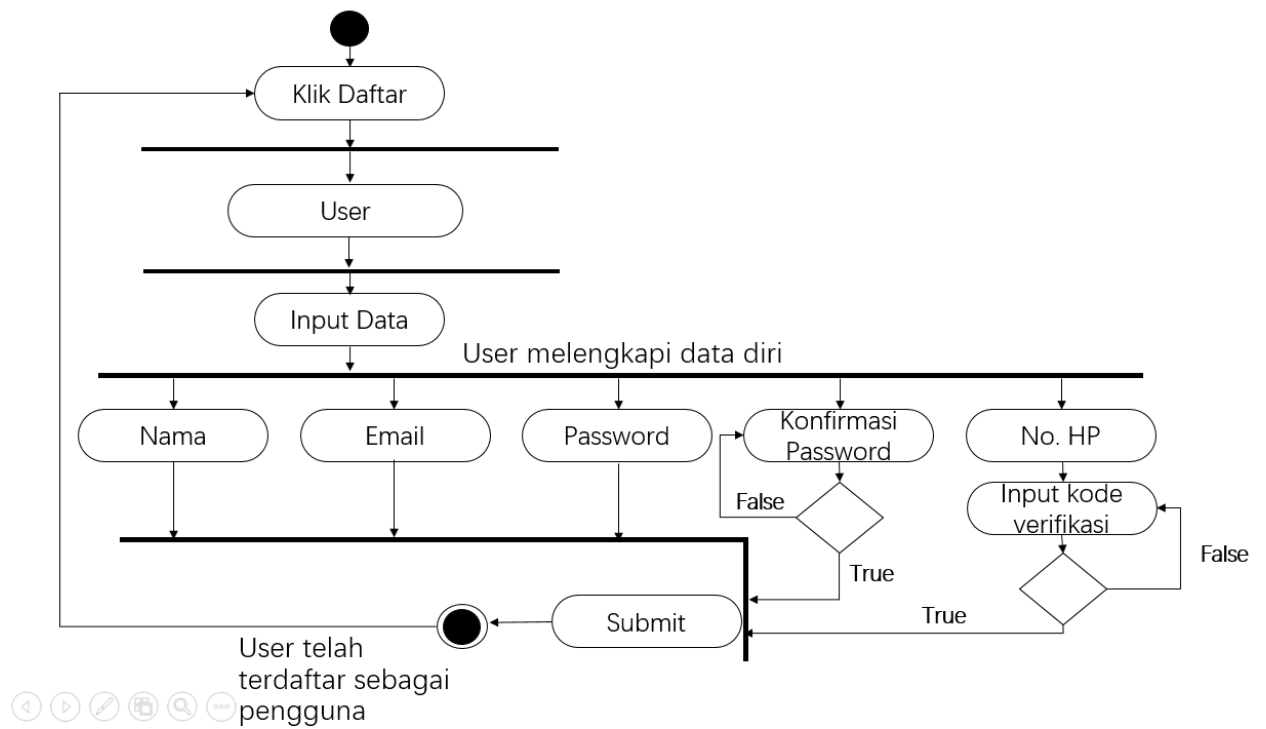 Klik Daftar
User
Input Data
User melengkapi data diri
Nama
Email
Password
Konfirmasi
Password
No. HP
False
Input kode
verifikasi
False
True
True
Submit
User telah
terdaftar sebagai
pengguna